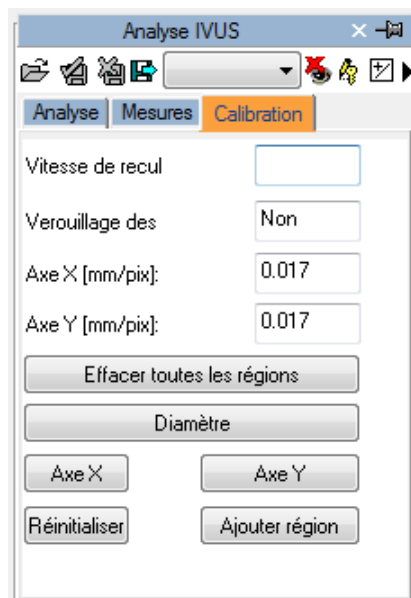 Analyse IVUS
Analyse Mesures Calibration
Vitesse de recul
Verouillage des Non
Axe X [mm/pix]: 0.017
Axe Y [mm/pix]: 0.017
Effacer toutes les régions
Diamètre
Axe X Axe Y
Réinitialiser Ajouter région